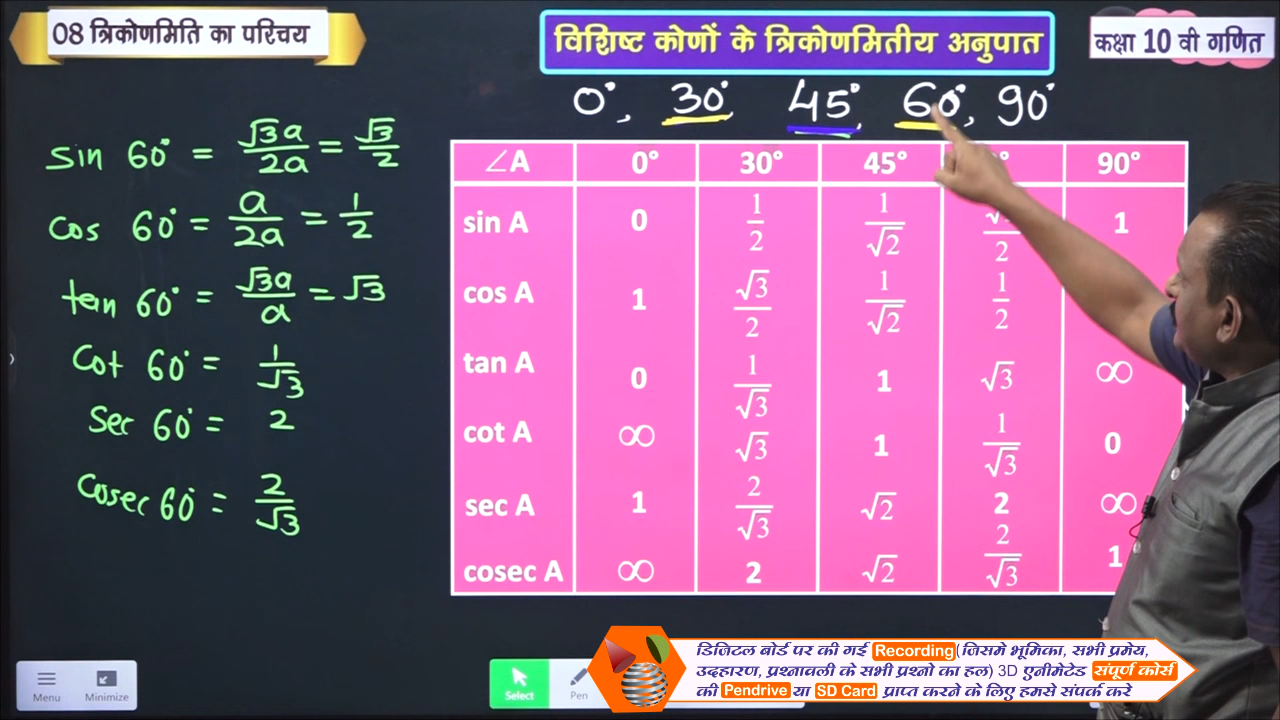 08 त्रिकोणमिति का परिचय
विशिष्ट कोणों के त्रिकोणमितीय अनुपात
कक्षा 10 वी गणित
0°, 30°, 45°, 60°, 90°
sin 60° = √3a/2a = √3/2
cos 60° = a/2a = 1/2
ten 60° = √3a/a = √3
Cot 60° = 1/√3
Sec 60° = 2
Cosec 60° = 2/√3
∠A 0° 30° 45° 90°
sin A 0 1/2 1/√2 1
cos A 1 √3/2 1/√2 1/2
tan A 0 1/√3 1 √3 ∞
cot A ∞ √3 1 1/√3 0
sec A 1 2/√3 √2 2 ∞
cosec A ∞ 2 √2 2/√3 1
डिजिटल बोर्ड पर की गई Recording (जिसमे भूमिका, सभी प्रमेय,
उदहारण, प्रश्नावली के सभी प्रश्नो का हल) 3D एनीमेटेड संपूर्ण कोर्स
की Pendrive या SD Card प्राप्त करने के लिए हमसे संपर्क करे
Menu Minimize
Select Pen